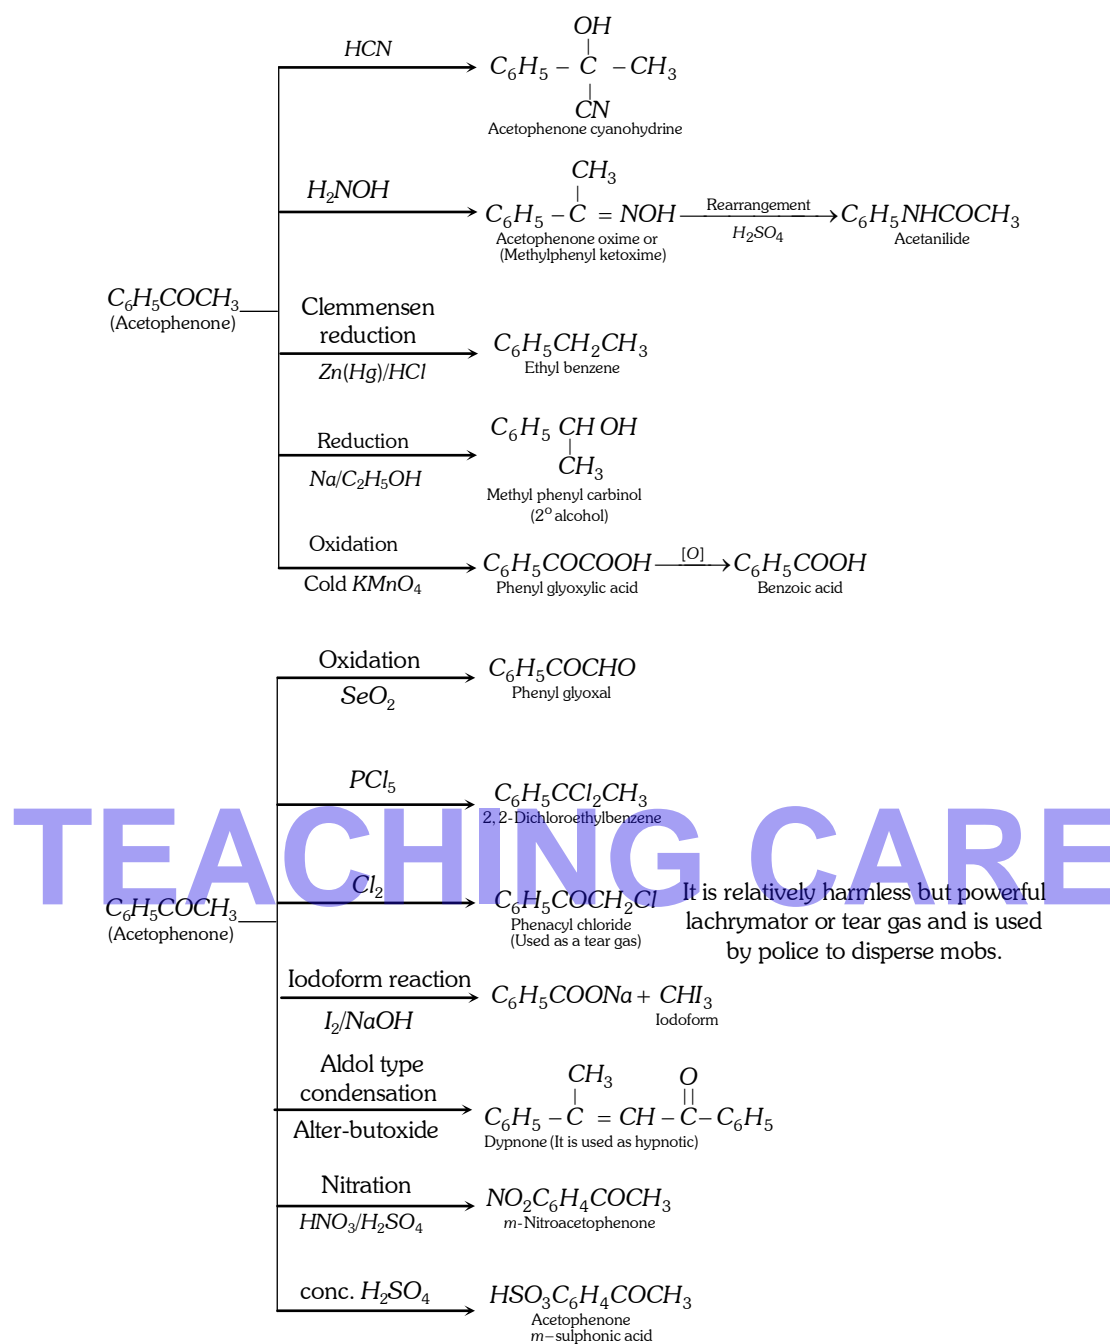 HCN
OH
|
C₆H₅ – C – CH₃
|
CN
Acetophenone cyanohydrine
H₂NOH
CH₃
|
C₆H₅ – C = NOH Rearrangement H₂SO₄ C₆H₅NHCOCH₃
Acetophenone oxime or Acetanilide
(Methylphenyl ketoxime)
C₆H₅COCH₃
(Acetophenone)
Clemmensen
reduction
Zn(Hg)/HCl
C₆H₅CH₂CH₃
Ethyl benzene
Reduction
Na/C₂H₅OH
C₆H₅ CH OH
|
CH₃
Methyl phenyl carbinol
(2° alcohol)
Oxidation
Cold KMnO₄
C₆H₅COCOOH [O] C₆H₅COOH
Phenyl glyoxylic acid Benzoic acid
Oxidation
SeO₂
C₆H₅COCHO
Phenyl glyoxal
PCl₅
C₆H₅CCl₂CH₃
2, 2-Dichloroethylbenzene
TEACHING CARE
C₆H₅COCH₃
(Acetophenone)
Cl₂
C₆H₅COCH₂Cl
Phenacyl chloride
(Used as a tear gas)
It is relatively harmless but powerful
lachrymator or tear gas and is used
by police to disperse mobs.
Iodoform reaction
I₂/NaOH
C₆H₅COONa + CHI₃
Iodoform
Aldol type
condensation
Alter-butoxide
CH₃ O
| ||
C₆H₅ – C = CH – C – C₆H₅
Dypnone (It is used as hypnotic)
Nitration
HNO₃/H₂SO₄
NO₂C₆H₄COCH₃
m-Nitroacetophenone
conc. H₂SO₄
HSO₃C₆H₄COCH₃
Acetophenone
m–sulphonic acid